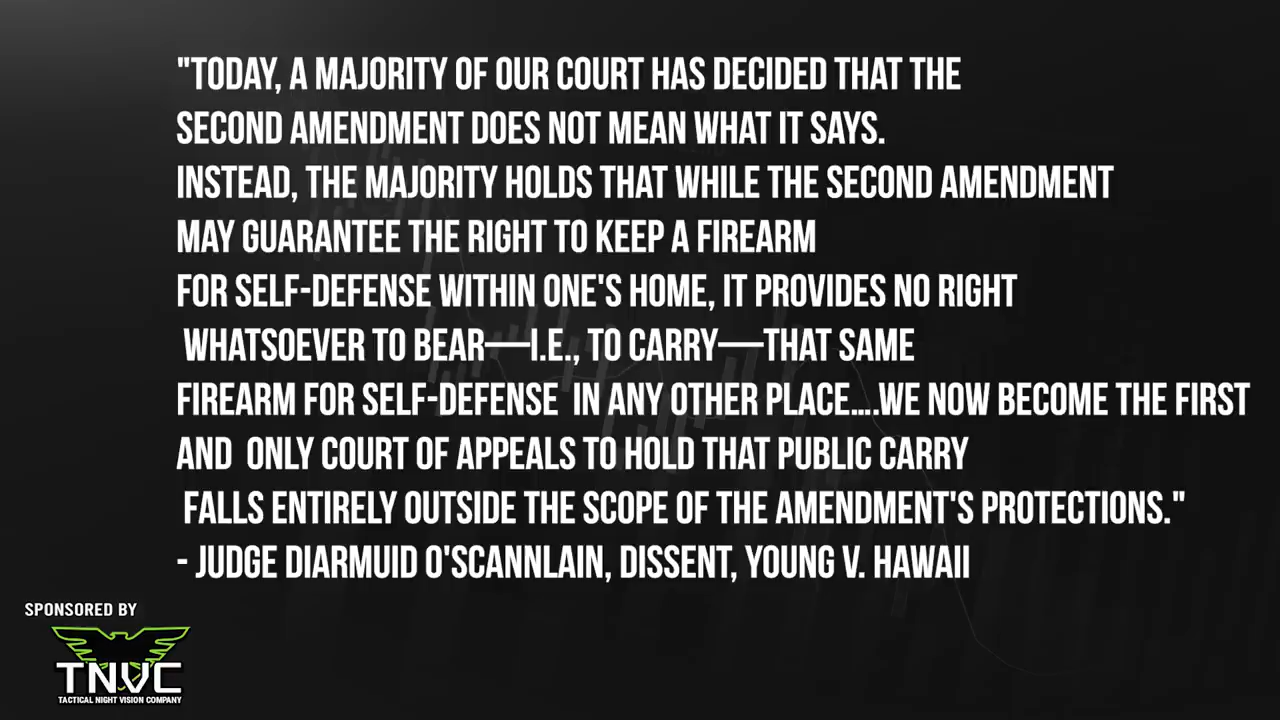 "TODAY, A MAJORITY OF OUR COURT HAS DECIDED THAT THE
SECOND AMENDMENT DOES NOT MEAN WHAT IT SAYS.
INSTEAD, THE MAJORITY HOLDS THAT WHILE THE SECOND AMENDMENT
MAY GUARANTEE THE RIGHT TO KEEP A FIREARM
FOR SELF-DEFENSE WITHIN ONE'S HOME, IT PROVIDES NO RIGHT
WHATSOEVER TO BEAR—I.E., TO CARRY—THAT SAME
FIREARM FOR SELF-DEFENSE IN ANY OTHER PLACE....WE NOW BECOME THE FIRST
AND ONLY COURT OF APPEALS TO HOLD THAT PUBLIC CARRY
FALLS ENTIRELY OUTSIDE THE SCOPE OF THE AMENDMENT'S PROTECTIONS."
- JUDGE DIARMUID O'SCANNLAIN, DISSENT, YOUNG V. HAWAII
SPONSORED BY
TNVC
TACTICAL NIGHT VISION COMPANY